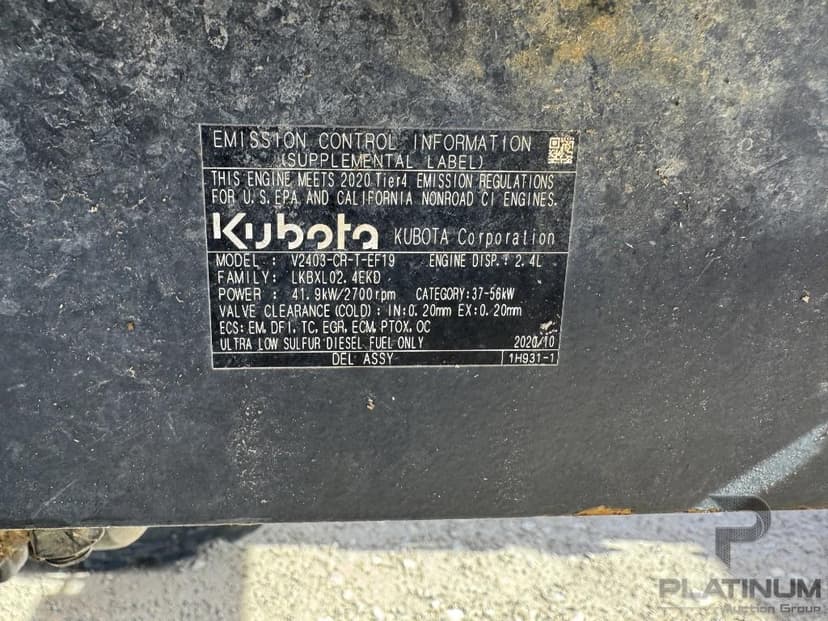 EMISSION CONTROL INFORMATION
(SUPPLEMENTAL LABEL)
THIS ENGINE MEETS 2020 Tier4 EMISSION REGULATIONS
FOR U.S.EPA AND CALIFORNIA NONROAD CI ENGINES.
Kubota KUBOTA Corporation
MODEL : V2403-CR-T-EF19 ENGINE DISP.: 2.4L
FAMILY: LKBXL02.4EKD
POWER : 41.9kW/2700rpm CATEGORY:37-56kW
VALVE CLEARANCE (COLD) : IN:0.20mm EX:0.20mm
ECS: EM, DFI, TC, EGR, ECM, PTOX, OC
ULTRA LOW SULFUR DIESEL FUEL ONLY 2020/10
DEL ASSY 1H931-1
P
PLATINUM
Auction Group